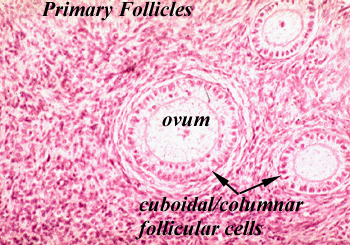 Primary Follicles
ovum
cuboidal/columnar
follicular cells